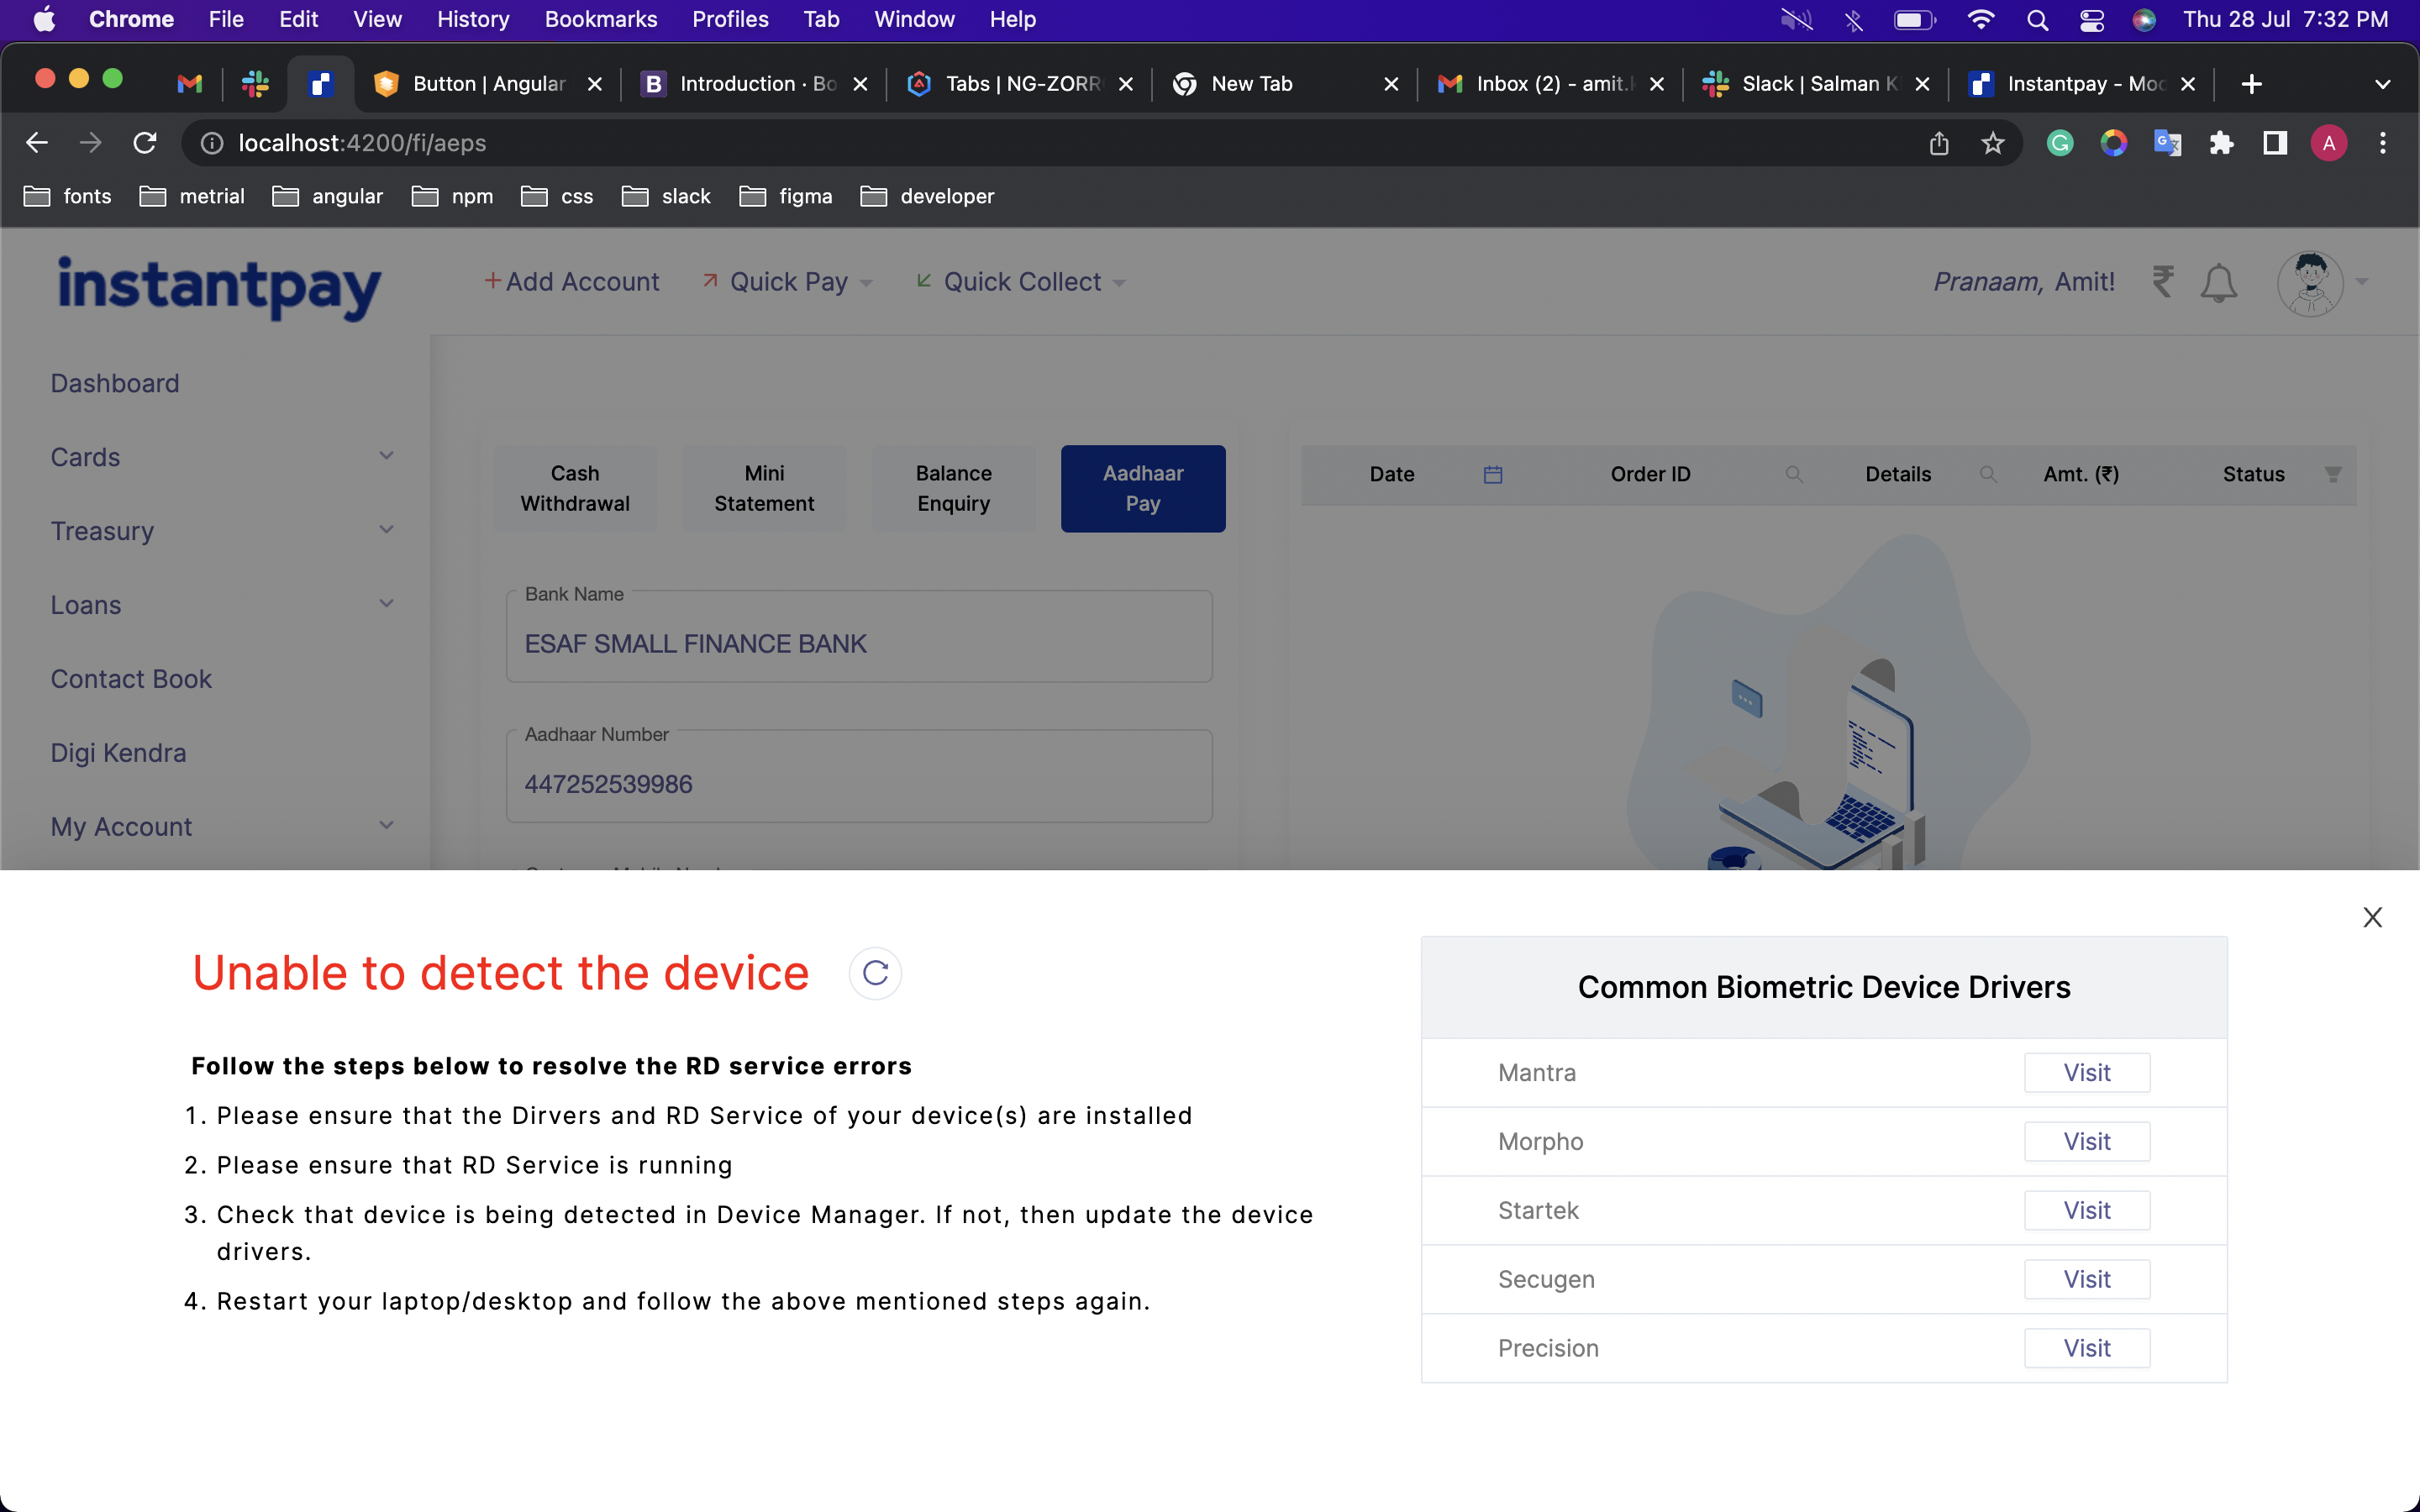 Chrome File Edit View History Bookmarks Profiles Tab Window Help Thu 28 Jul 7:32 PM
Button | Angular Introduction · Bo Tabs | NG-ZORR New Tab Inbox (2) - amit. Slack | Salman K Instantpay - Moc
localhost:4200/fi/aeps A
fonts metrial angular npm css slack figma developer
instantpay
+Add Account Quick Pay Quick Collect Pranaam, Amit! ₹
Dashboard
Cards
Treasury
Loans
Contact Book
Digi Kendra
My Account
Cash
Withdrawal
Mini
Statement
Balance
Enquiry
Aadhaar
Pay
Bank Name
ESAF SMALL FINANCE BANK
Aadhaar Number
447252539986
Date Order ID Details Amt. (₹) Status
Unable to detect the device
Follow the steps below to resolve the RD service errors
1. Please ensure that the Dirvers and RD Service of your device(s) are installed
2. Please ensure that RD Service is running
3. Check that device is being detected in Device Manager. If not, then update the device
drivers.
4. Restart your laptop/desktop and follow the above mentioned steps again.
X
Common Biometric Device Drivers
Mantra Visit
Morpho Visit
Startek Visit
Secugen Visit
Precision Visit